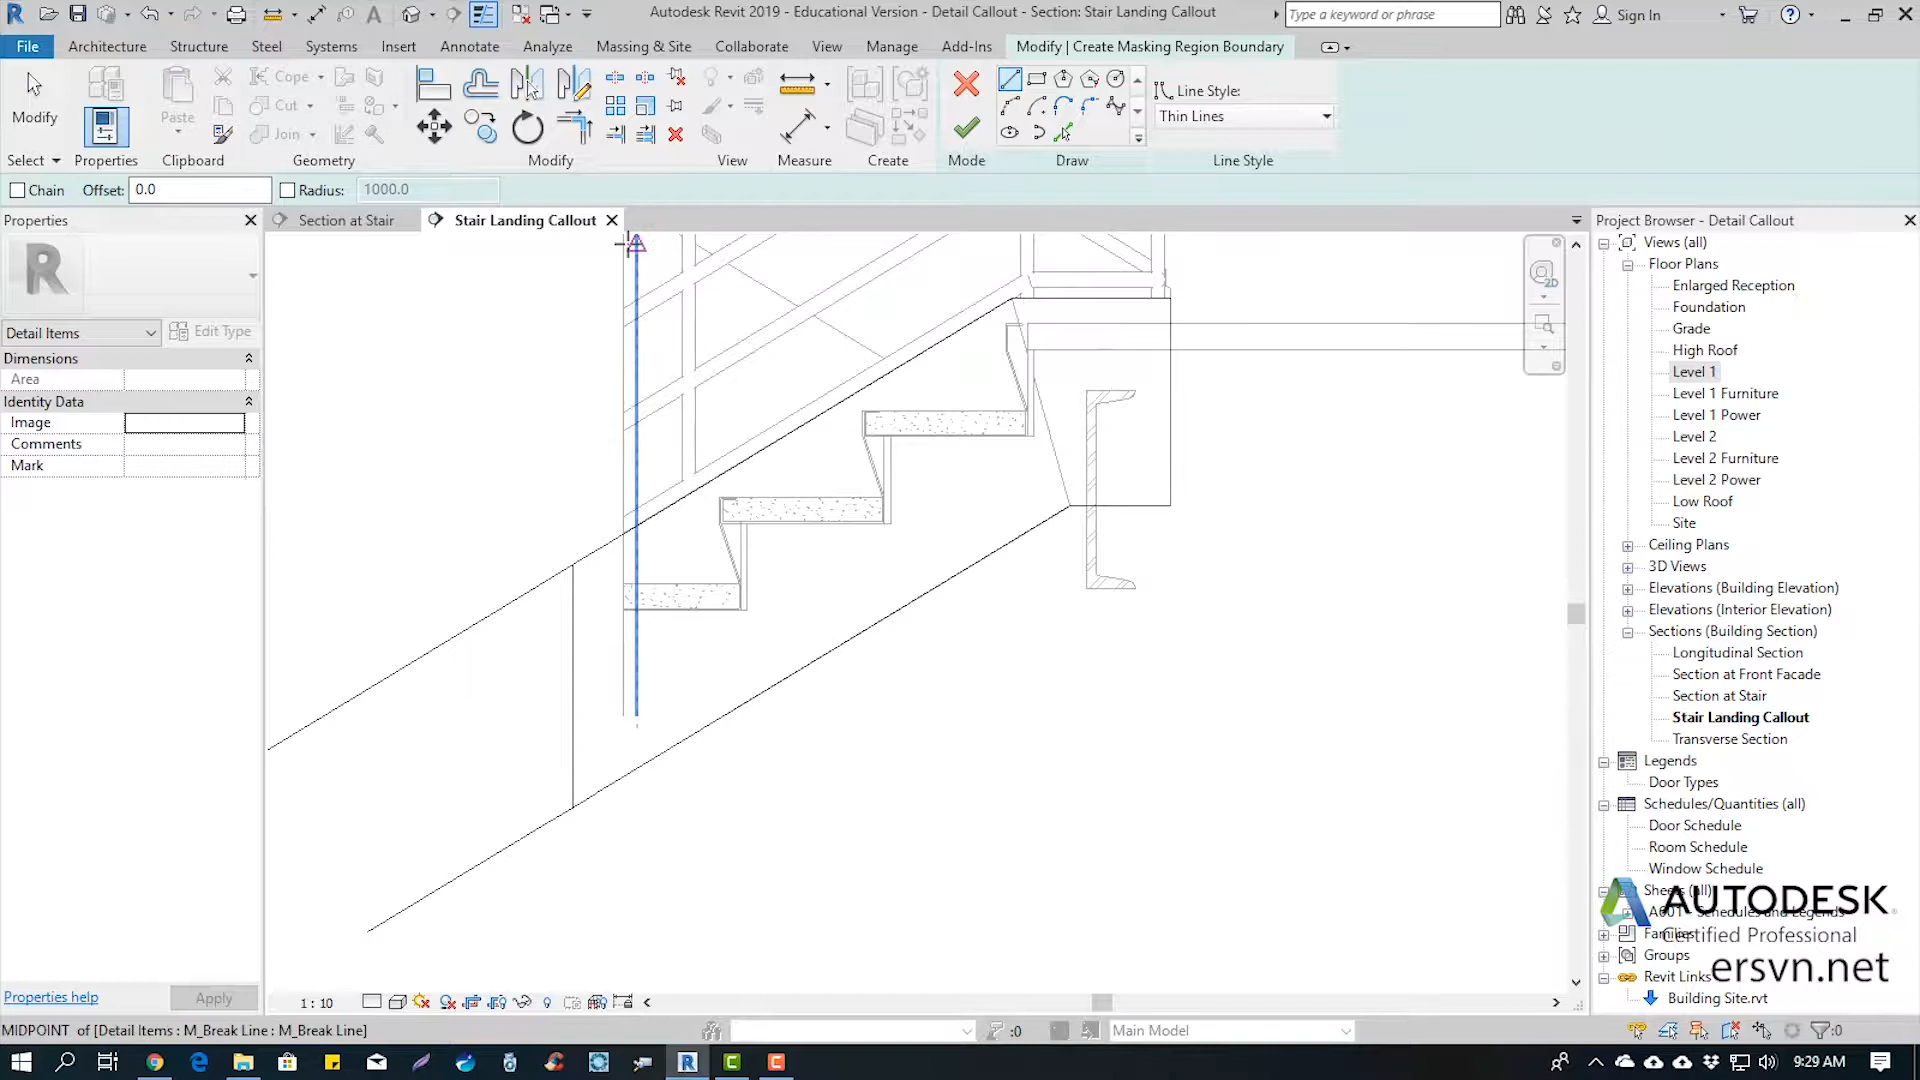 Autodesk Revit 2019 - Educational Version - Detail Callout - Section: Stair Landing Callout
Type a keyword or phrase
Sign In
File Architecture Structure Steel Systems Insert Annotate Analyze Massing & Site Collaborate View Manage Add-Ins Modify | Create Masking Region Boundary
Modify
Paste
Cope
Cut
Join
Line Style:
Thin Lines
Select Properties Clipboard Geometry Modify View Measure Create Mode Draw Line Style
Chain Offset: 0.0 Radius: 1000.0
Properties
Section at Stair
Stair Landing Callout
Project Browser - Detail Callout
R
Detail Items
Edit Type
Dimensions
Area
Identity Data
Image
Comments
Mark
2D
Views (all)
Floor Plans
Enlarged Reception
Foundation
Grade
High Roof
Level 1
Level 1 Furniture
Level 1 Power
Level 2
Level 2 Furniture
Level 2 Power
Low Roof
Site
Ceiling Plans
3D Views
Elevations (Building Elevation)
Elevations (Interior Elevation)
Sections (Building Section)
Longitudinal Section
Section at Front Facade
Section at Stair
Stair Landing Callout
Transverse Section
Legends
Door Types
Schedules/Quantities (all)
Door Schedule
Room Schedule
Window Schedule
Sheets (all)
A601 - Schedules and Legends
Families
Groups
Revit Links
Building Site.rvt
AUTODESK
Certified Professional
ersvn.net
Properties help
Apply
1 : 10
MIDPOINT of [Detail Items : M_Break Line : M_Break Line]
:0
Main Model
:0
9:29 AM